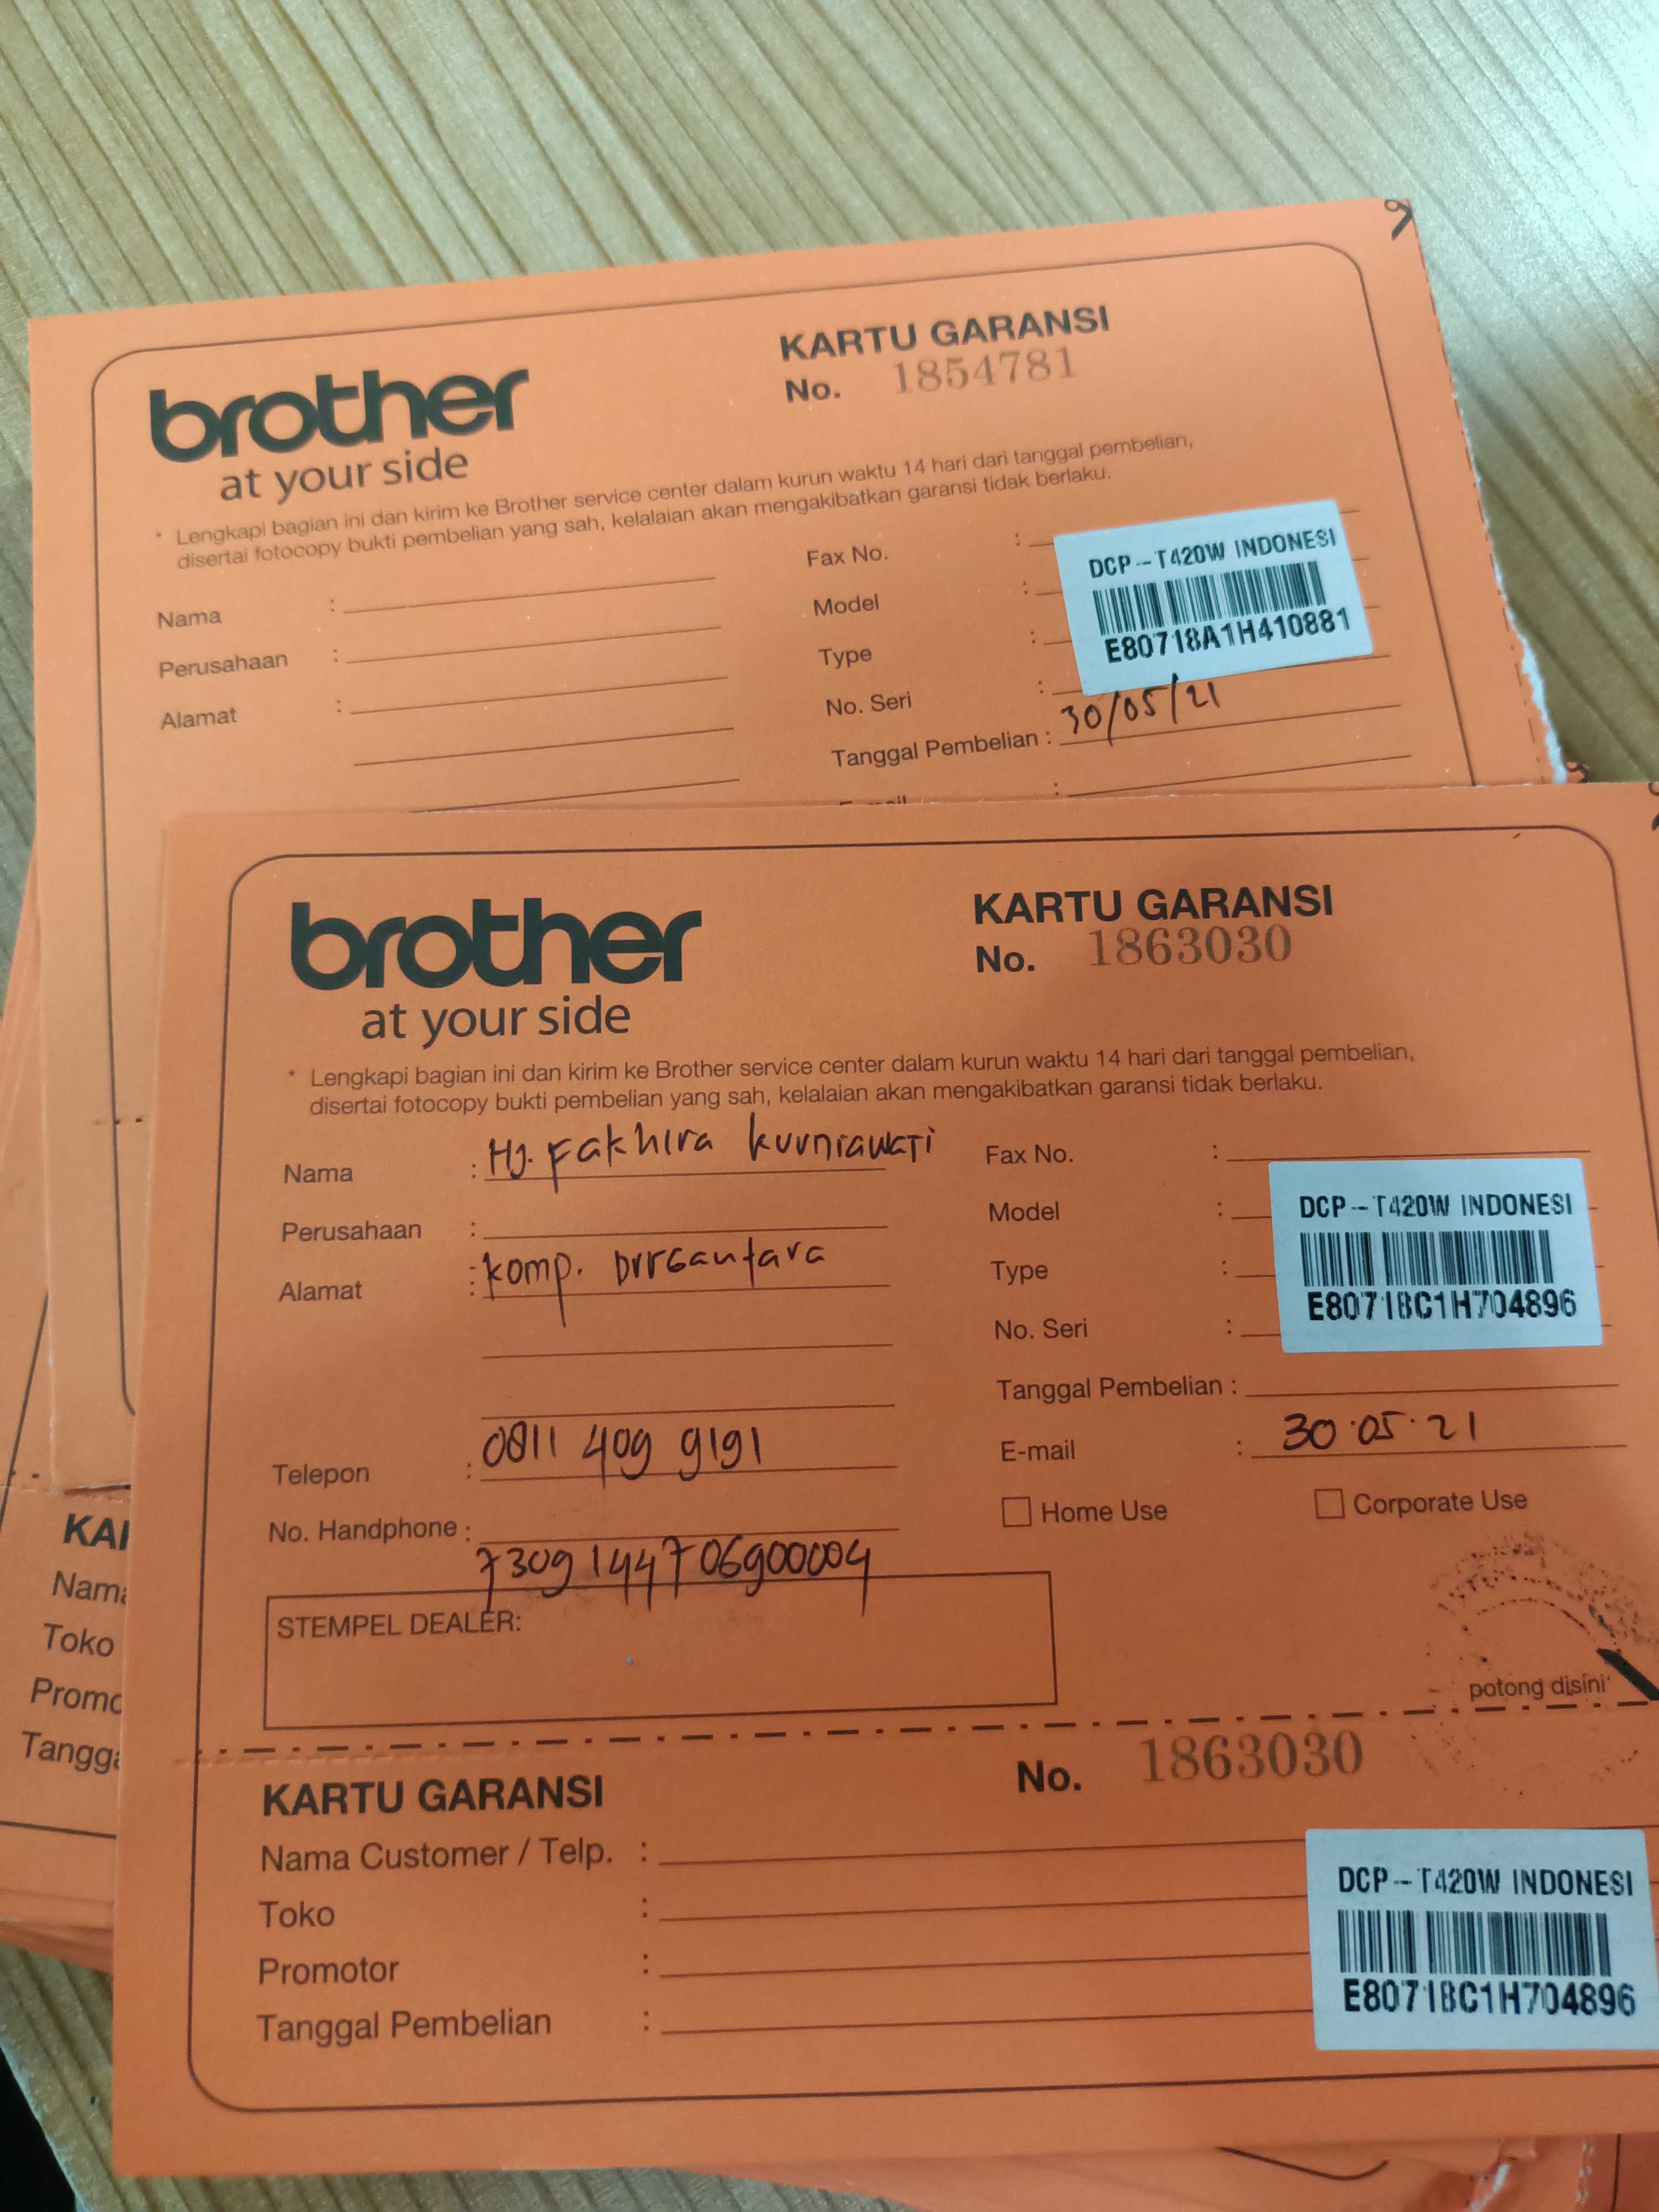 KARTU GARANSI
No. 1854781
brother
at your side
* Lengkapi bagian ini dan kirim ke Brother service center dalam kurun waktu 14 hari dari tanggal pembelian,
disertai fotocopy bukti pembelian yang sah, kelalaian akan mengakibatkan garansi tidak berlaku.
Nama :
Perusahaan :
Alamat :
Fax No. :
Model :
Type :
No. Seri :
DCP--T420W INDONESI
E80718A1H410881
Tanggal Pembelian : 30/05/21
KARTU GARANSI
No. 1863030
brother
at your side
* Lengkapi bagian ini dan kirim ke Brother service center dalam kurun waktu 14 hari dari tanggal pembelian,
disertai fotocopy bukti pembelian yang sah, kelalaian akan mengakibatkan garansi tidak berlaku.
Nama : Hj. Fakhira kurniawati
Perusahaan :
Alamat : komp. Dirgantara
Telepon : 0811 409 9191
No. Handphone :
7309144706900004
Fax No. :
Model :
Type :
No. Seri :
DCP--T420W INDONESI
E80718C1H704896
Tanggal Pembelian :
E-mail : 30.05.21
Home Use
Corporate Use
STEMPEL DEALER:
potong disini
KARTU GARANSI
No. 1863030
Nama Customer / Telp. :
Toko :
Promotor :
Tanggal Pembelian :
DCP--T420W INDONESI
E80718C1H704896
KAI
Nama
Toko
Promo
Tangga